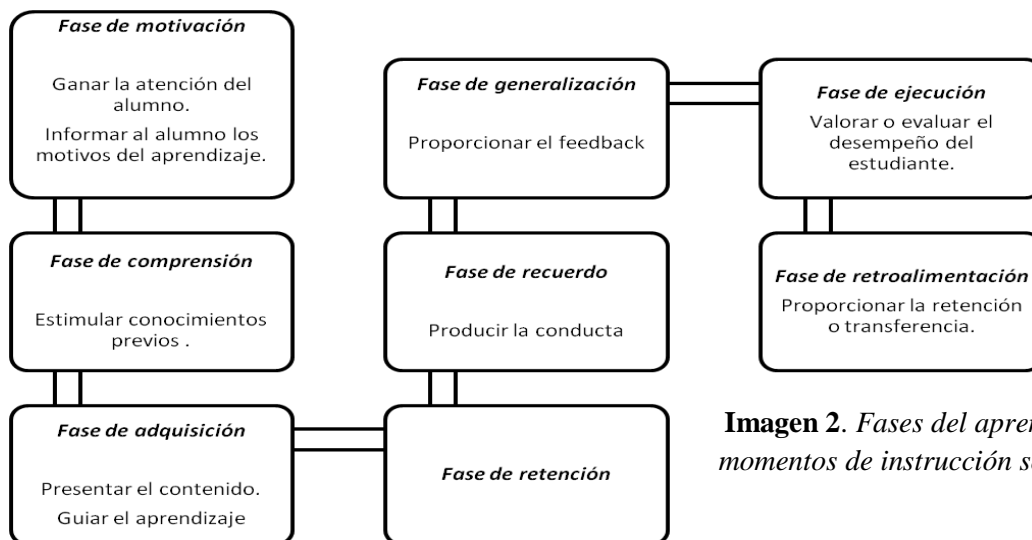 Fase de motivación
Ganar la atención del
alumno.
Informar al alumno los
motivos del aprendizaje.
Fase de comprensión
Estimular conocimientos
previos .
Fase de adquisición
Presentar el contenido.
Guiar el aprendizaje
Fase de retención
Fase de recuerdo
Producir la conducta
Fase de generalización
Proporcionar el feedback
Fase de ejecución
Valorar o evaluar el
desempeño del
estudiante.
Fase de retroalimentación
Proporcionar la retención
o transferencia.
Imagen 2. Fases del
momentos de instrucción